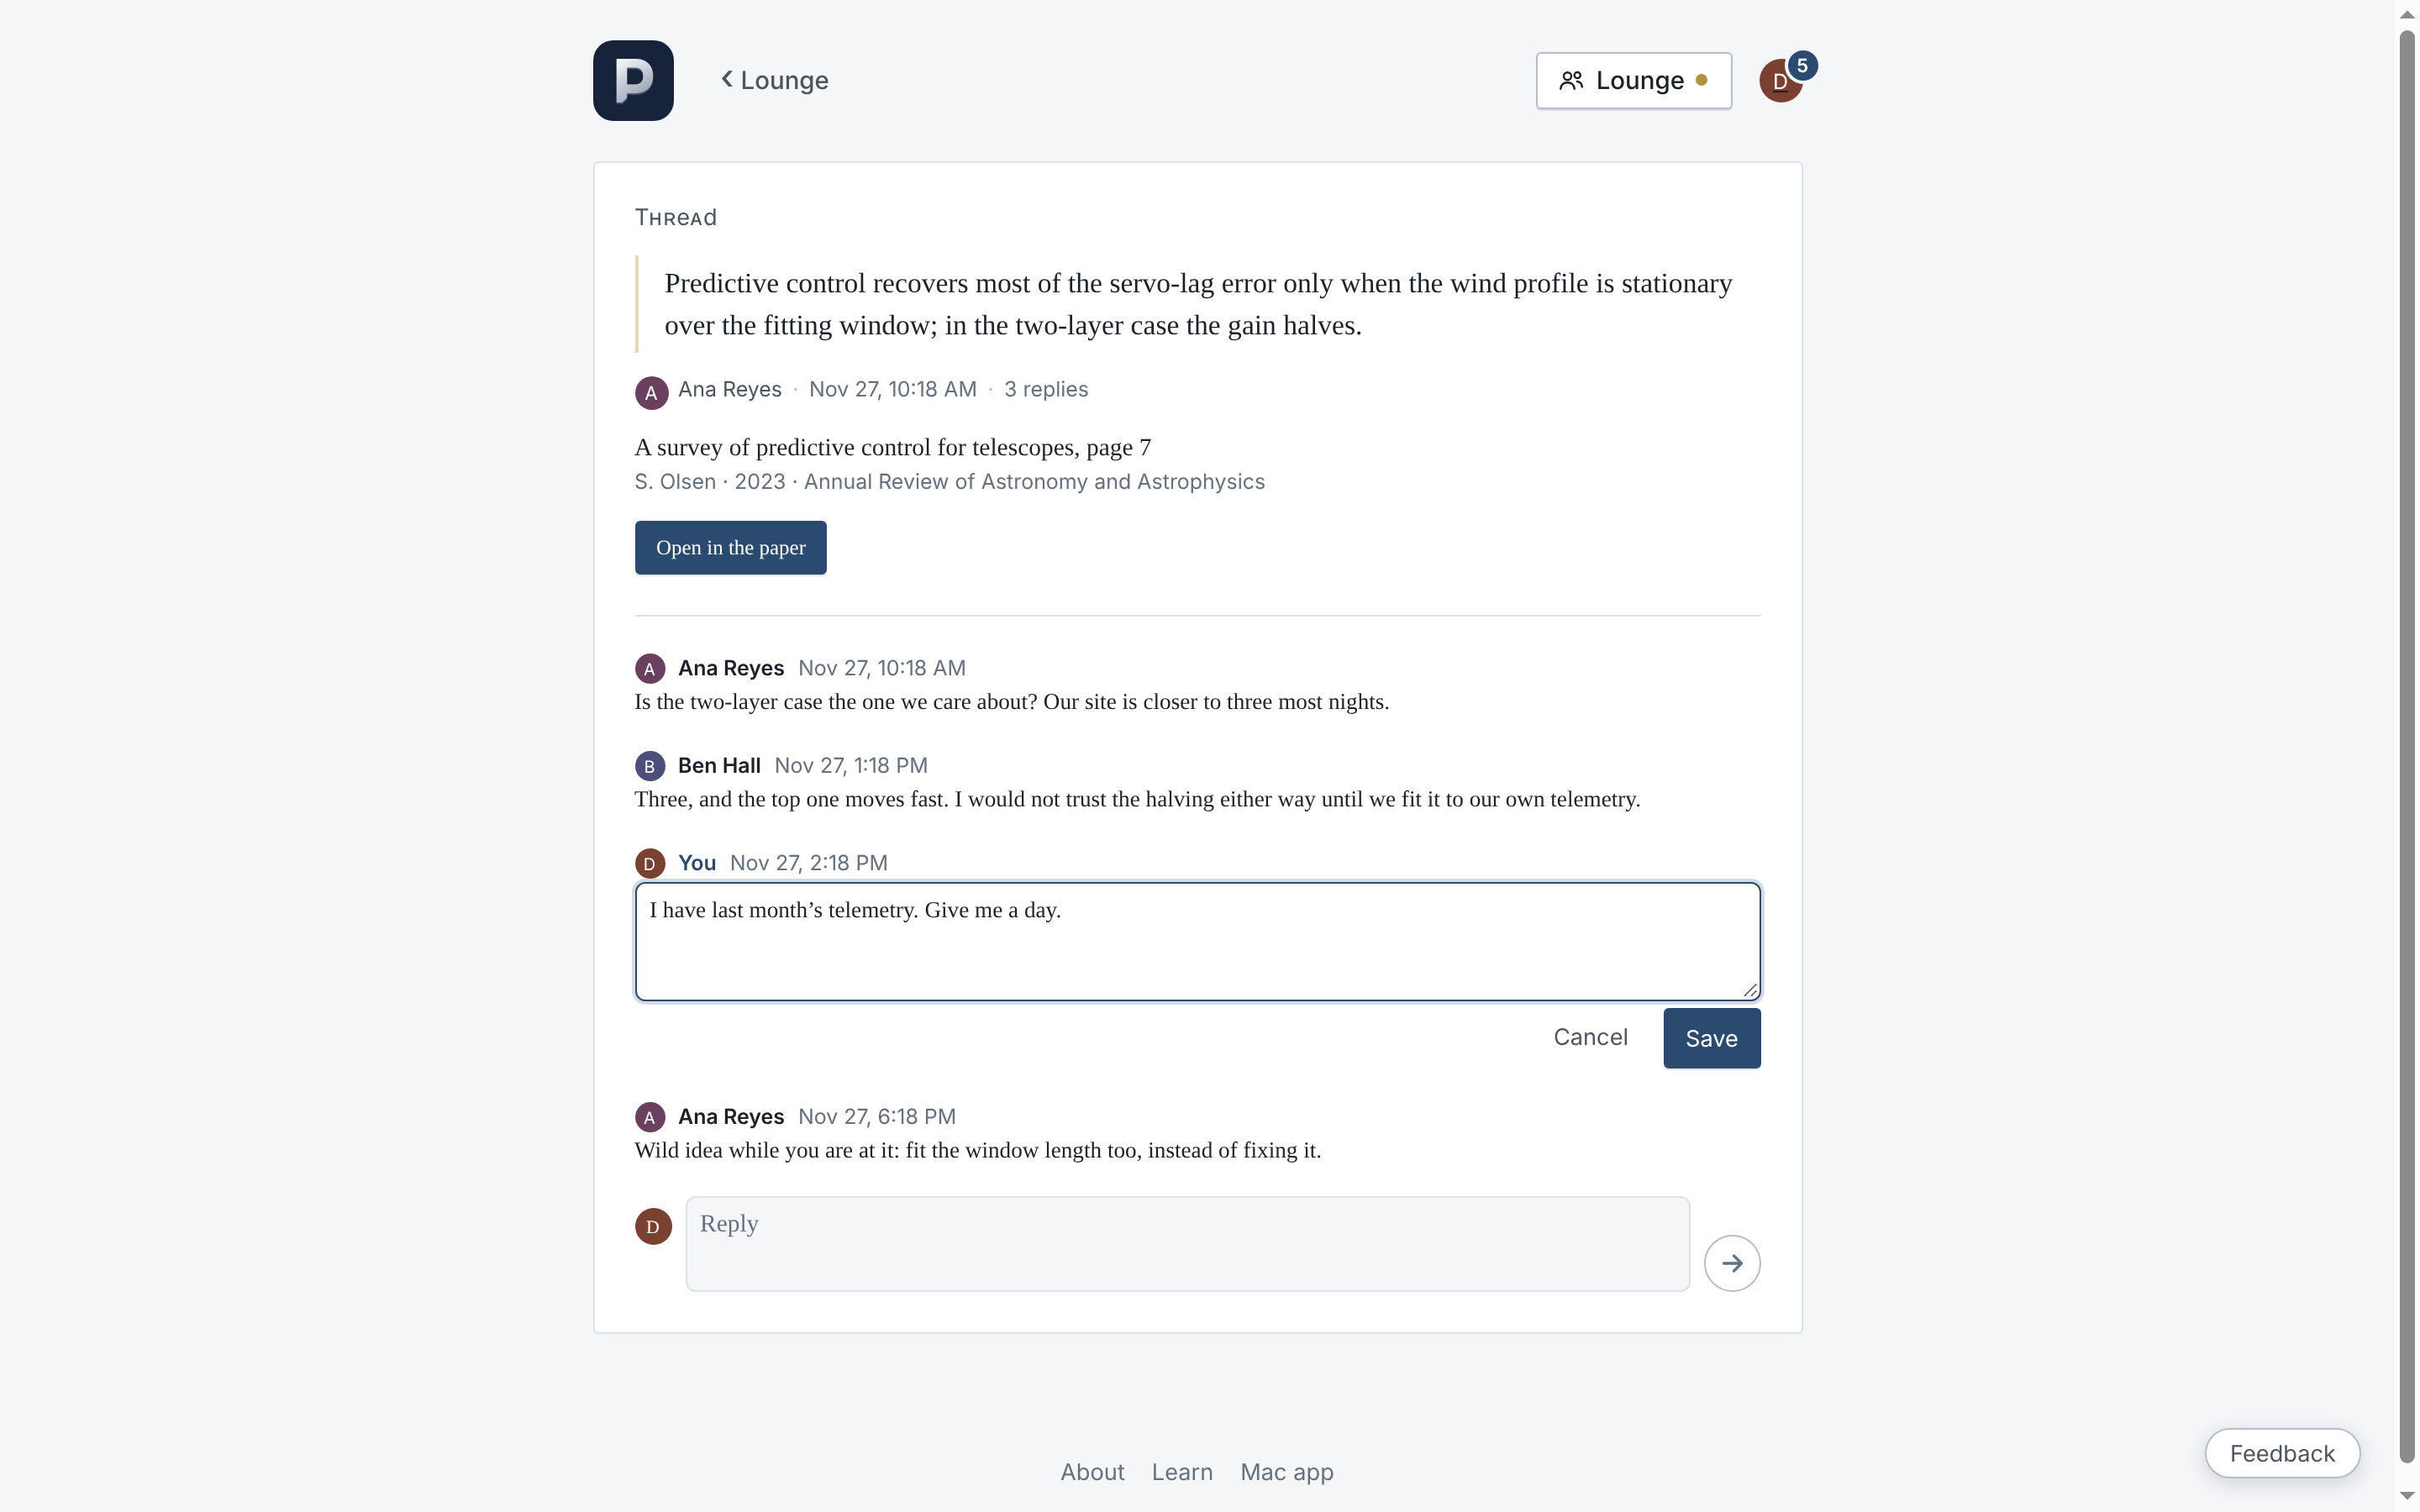 P
Lounge
Lounge
D
5
Thread
Predictive control recovers most of the servo-lag error only when the wind profile is stationary
over the fitting window; in the two-layer case the gain halves.
A Ana Reyes · Nov 27, 10:18 AM · 3 replies
A survey of predictive control for telescopes, page 7
S. Olsen · 2023 · Annual Review of Astronomy and Astrophysics
Open in the paper
A Ana Reyes Nov 27, 10:18 AM
Is the two-layer case the one we care about? Our site is closer to three most nights.
B Ben Hall Nov 27, 1:18 PM
Three, and the top one moves fast. I would not trust the halving either way until we fit it to our own telemetry.
D You Nov 27, 2:18 PM
I have last month’s telemetry. Give me a day.
Cancel Save
A Ana Reyes Nov 27, 6:18 PM
Wild idea while you are at it: fit the window length too, instead of fixing it.
D Reply
Feedback
About Learn Mac app